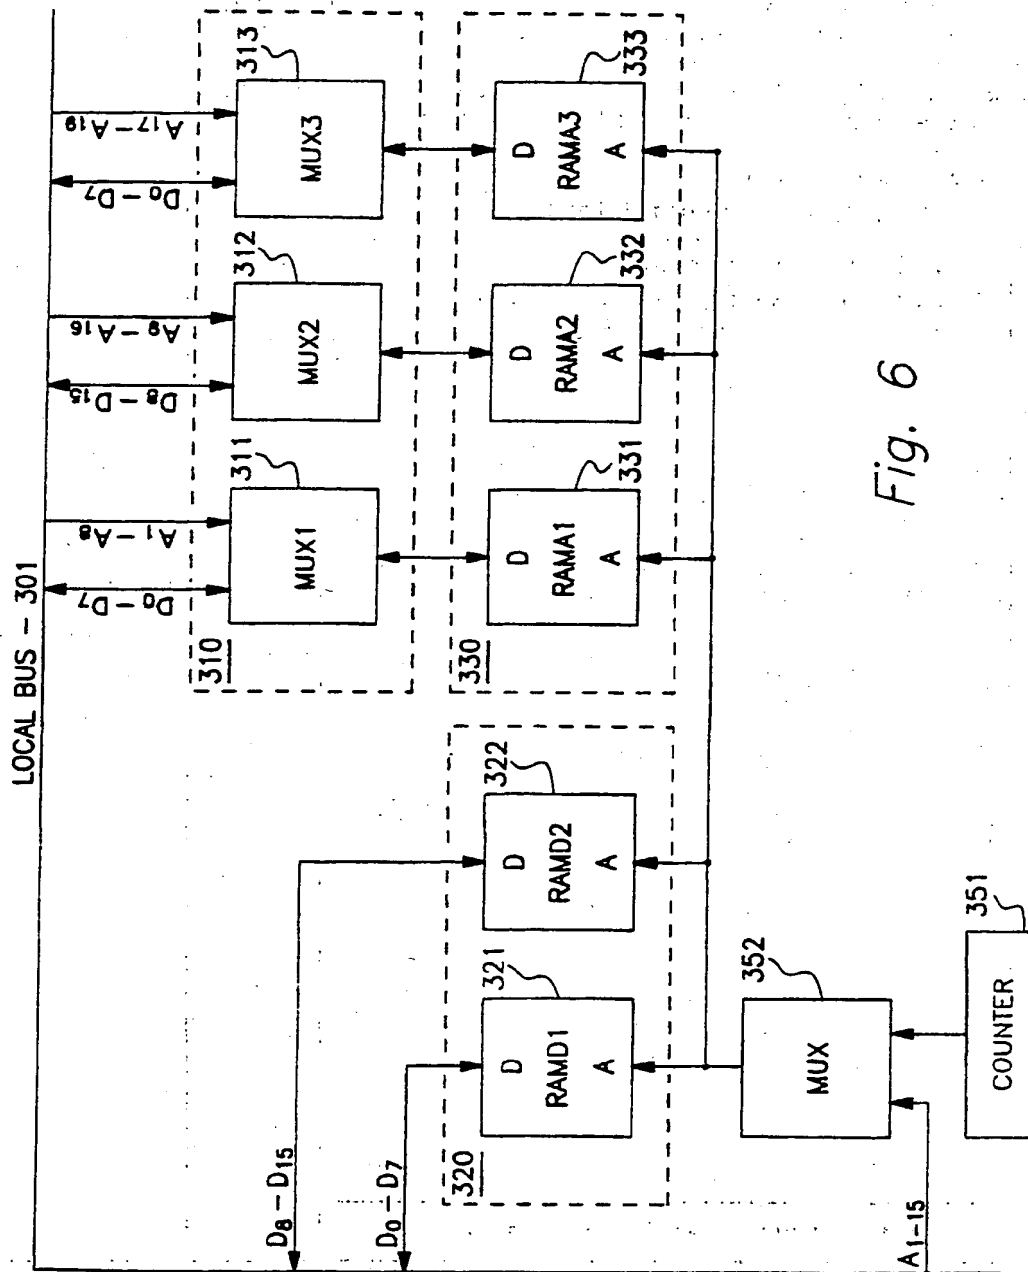 LOCAL BUS - 301
D0 - D7
A1 - A8
D8 - D15
A9 - A16
D0 - D7
A17 - A19
310
MUX1
311
MUX2
312
MUX3
313
330
D
RAMA1
A
331
D
RAMA2
A
332
D
RAMA3
A
333
D8 - D15
D0 - D7
320
D
RAMD1
A
321
D
RAMD2
A
322
MUX
352
A1-15
COUNTER
351
Fig. 6